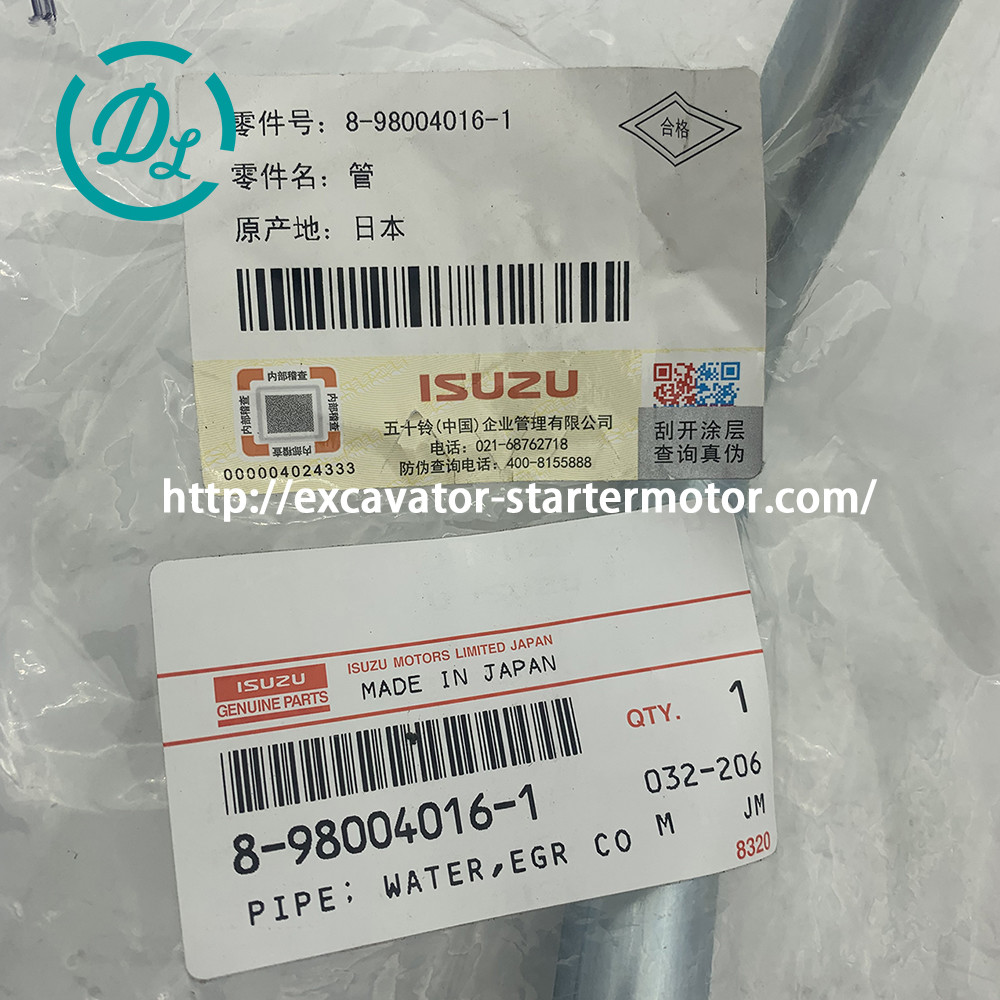 DL
零件号: 8-98004016-1
合格
零件名: 管
原产地: 日本
内部稽查
内部稽查
内部稽查
内部稽查
000004024333
ISUZU
五十铃(中国)企业管理有限公司
电话: 021-68762718
防伪查询电话: 400-8155888
刮开涂层
查询真伪
http://excavator-startermotor.com/
ISUZU
GENUINE PARTS
ISUZU MOTORS LIMITED JAPAN
MADE IN JAPAN
QTY. 1
8-98004016-1
032-206
PIPE; WATER,EGR CO M JM
8320